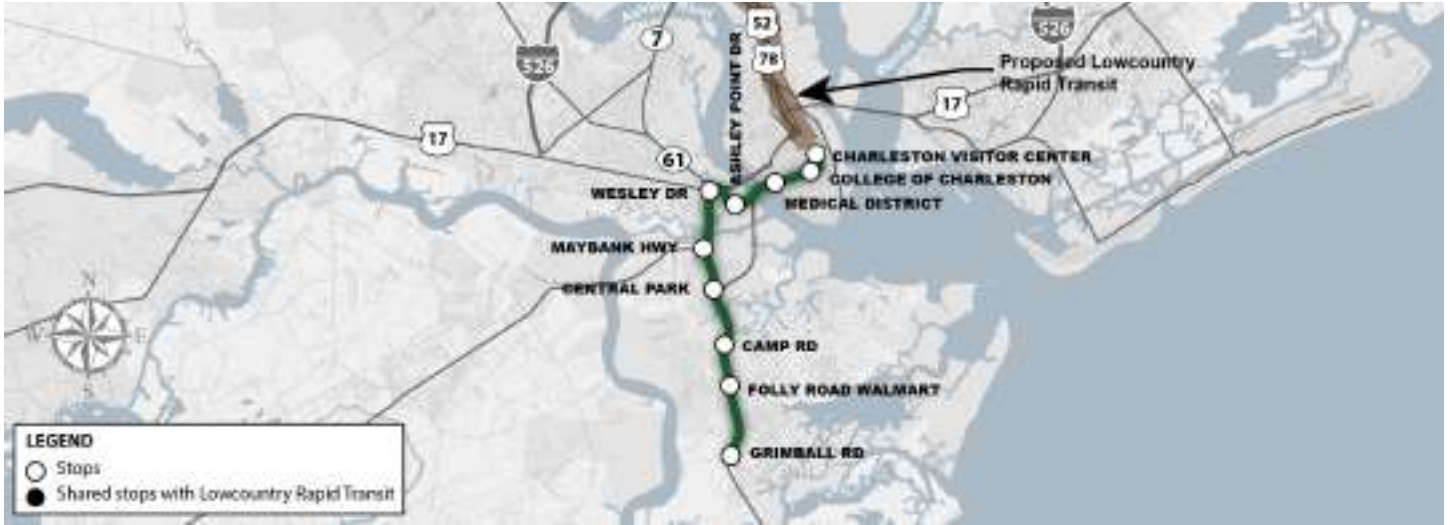 52
7
526
526
78
Proposed Lowcountry
Rapid Transit
17
17
ASHLEY POINT DR
61
CHARLESTON VISITOR CENTER
COLLEGE OF CHARLESTON
WESLEY DR
MEDICAL DISTRICT
MAYBANK HWY
CENTRAL PARK
N
W
E
S
CAMP RD
FOLLY ROAD WALMART
GRIMBALL RD
LEGEND
Stops
Shared stops with Lowcountry Rapid Transit